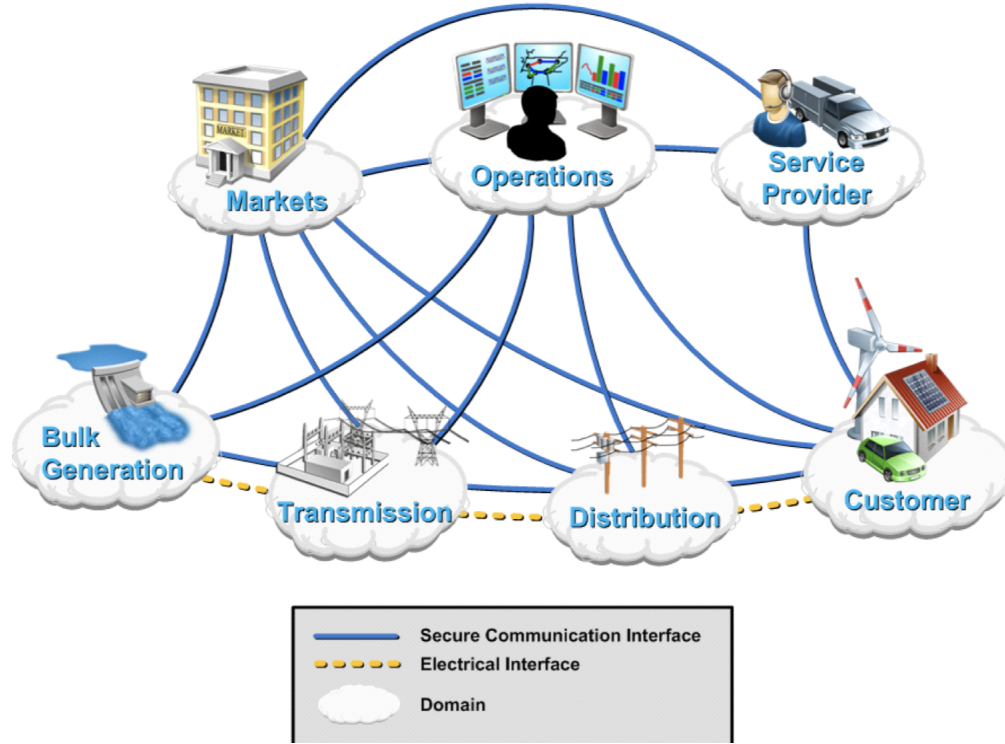 MARKET
Markets
Operations
Service
Provider
Bulk
Generation
Transmission
Distribution
Customer
Secure Communication Interface
Electrical Interface
Domain